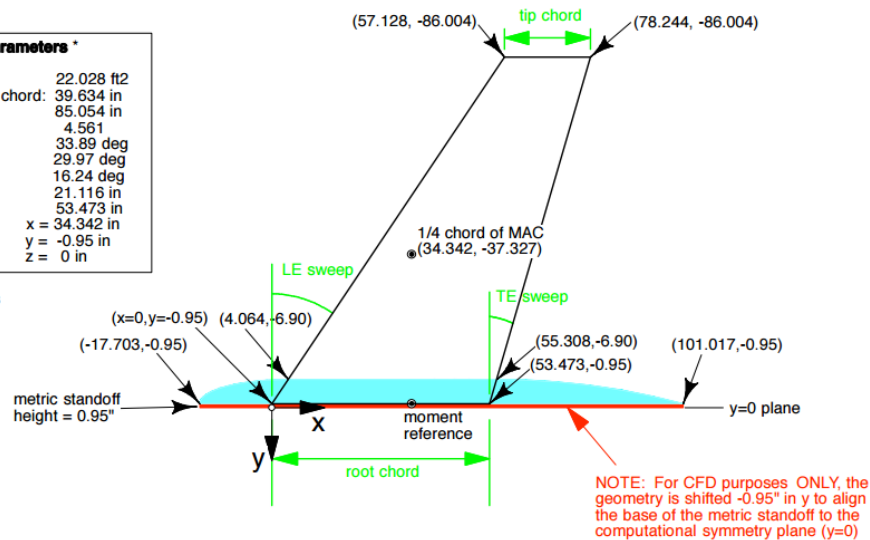 tip chord
(57.128, -86.004)
(78.244, -86.004)
rameters *
22.028 ft2
chord: 39.634 in
85.054 in
4.561
33.89 deg
29.97 deg
16.24 deg
21.116 in
53.473 in
x = 34.342 in
y = -0.95 in
z = 0 in
1/4 chord of MAC
(34.342, -37.327)
LE sweep
TE sweep
(x=0,y=-0.95)
(4.064,-6.90)
(-17.703,-0.95)
(55.308,-6.90)
(53.473,-0.95)
(101.017,-0.95)
metric standoff
height = 0.95"
x
moment
reference
y=0 plane
y
root chord
NOTE: For CFD purposes ONLY, the
geometry is shifted -0.95" in y to align
the base of the metric standoff to the
computational symmetry plane (y=0)